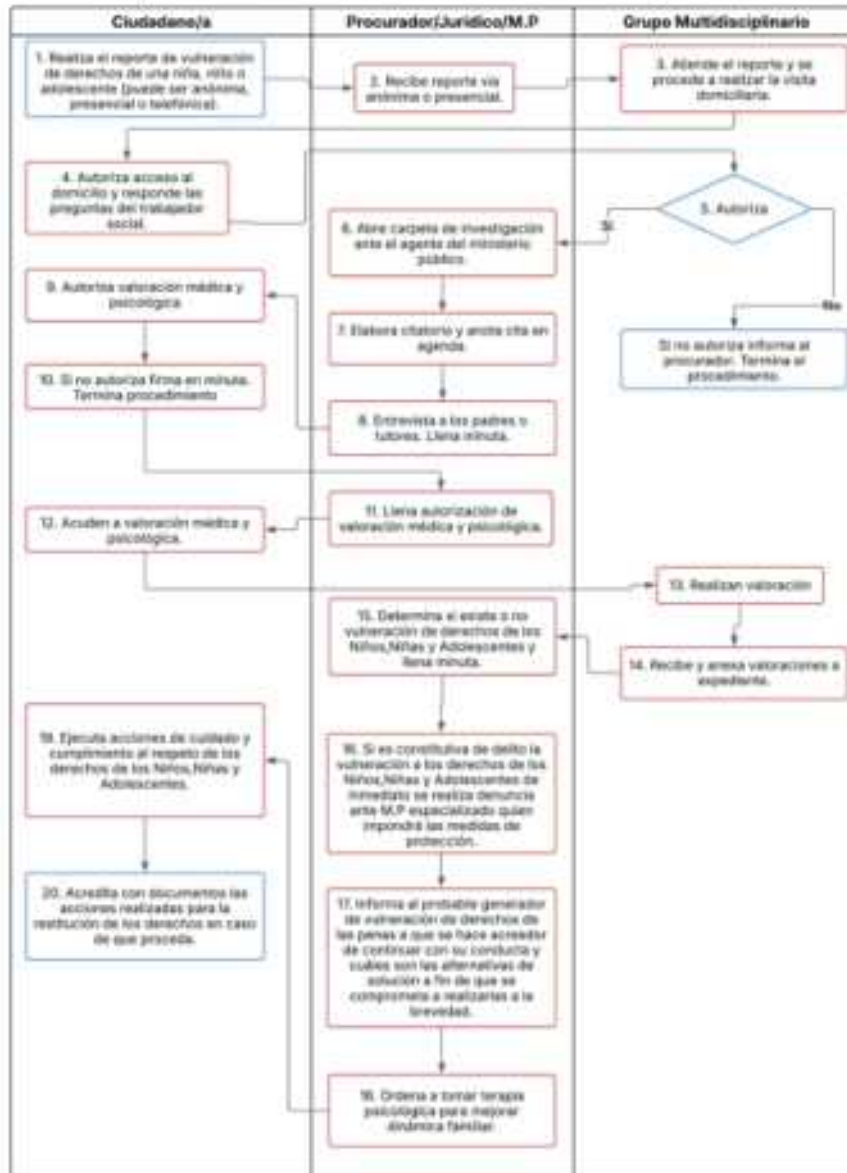 Ciudadano/a
Procurador/Jurídico/M.P
Grupo Multidisciplinario
1. Realiza el reporte de vulneración
de derechos de una niña, niño o
adolescente (puede ser anónima,
presencial o telefónica).
2. Recibe reporte vía
anónima o presencial.
3. Atiende el reporte y se
procede a realizar la visita
domiciliaria.
4. Autoriza acceso al
domicilio y responde las
preguntas del trabajador
social.
5. Autoriza
Si
No
6. Abre carpeta de investigación
ante el agente del ministerio
público.
Si no autoriza informa al
procurador. Termina el
procedimiento.
7. Elabora citatorio y anota cita en
agenda.
8. Entrevista a los padres o
tutores. Llena minuta.
9. Autoriza valoración médica y
psicológica
10. Si no autoriza firma en minuta.
Termina procedimiento
11. Llena autorización de
valoración médica y psicológica.
12. Acuden a valoración médica y
psicológica.
13. Realizan valoración
14. Recibe y anexa valoraciones a
expediente.
15. Determina si existe o no
vulneración de derechos de los
Niños,Niñas y Adolescentes y
llena minuta.
16. Si es constitutiva de delito la
vulneración a los derechos de los
Niños,Niñas y Adolescentes de
inmediato se realiza denuncia
ante M.P especializado quien
impondrá las medidas de
protección.
17. Informa al probable generador
de vulneración de derechos de
las penas a que se hace acreedor
de continuar con su conducta y
cuáles son las alternativas de
solución a fin de que se
comprometa a realizarlas a la
brevedad.
18. Ordena a tomar terapia
psicológica para mejorar
dinámica familiar
19. Ejecuta acciones de cuidado y
cumplimiento al respeto de los
derechos de los Niños,Niñas y
Adolescentes.
20. Acredita con documentos las
acciones realizadas para la
restitución de los derechos en caso
de que proceda.